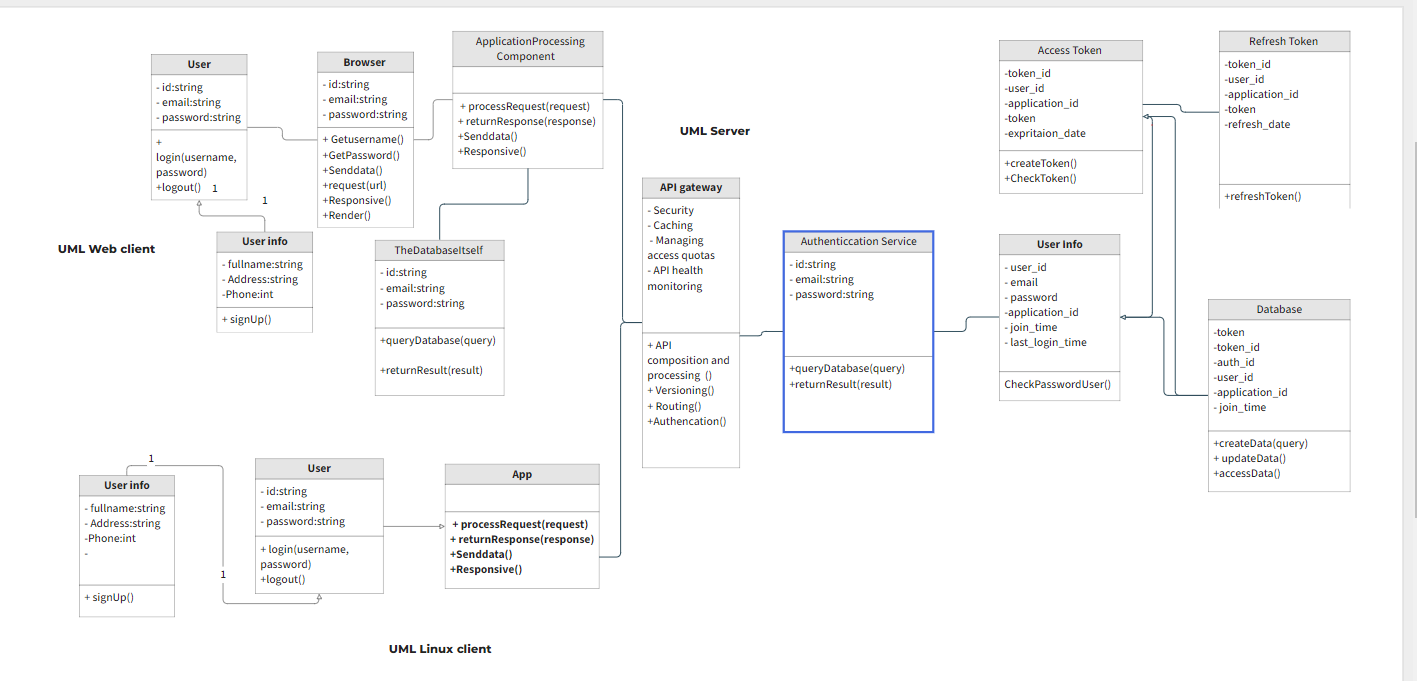 User
- id:string
- email:string
- password:string
+
login(username,
password)
+logout()
1
1
User info
- fullname:string
- Address:string
-Phone:int
+ signUp()
UML Web client
Browser
- id:string
- email:string
- password:string
+ Getusername()
+GetPassword()
+Senddata()
+request(url)
+Responsive()
+Render()
ApplicationProcessing
Component
+ processRequest(request)
+ returnResponse(response)
+Senddata()
+Responsive()
TheDatabaseItself
- id:string
- email:string
- password:string
+queryDatabase(query)
+returnResult(result)
UML Server
API gateway
- Security
- Caching
- Managing
access quotas
- API health
monitoring
+ API
composition and
processing ()
+ Versioning()
+ Routing()
+Authencation()
Authenticcation Service
- id:string
- email:string
- password:string
+queryDatabase(query)
+returnResult(result)
Access Token
-token_id
-user_id
-application_id
-token
-expritaion_date
+createToken()
+CheckToken()
Refresh Token
-token_id
-user_id
-application_id
-token
-refresh_date
+refreshToken()
User Info
- user_id
- email
- password
-application_id
- join_time
- last_login_time
CheckPasswordUser()
Database
-token
-token_id
-auth_id
-user_id
-application_id
- join_time
+createData(query)
+ updateData()
+accessData()
1
User info
- fullname:string
- Address:string
-Phone:int
-
+ signUp()
1
User
- id:string
- email:string
- password:string
+ login(username,
password)
+logout()
App
+ processRequest(request)
+ returnResponse(response)
+Senddata()
+Responsive()
UML Linux client